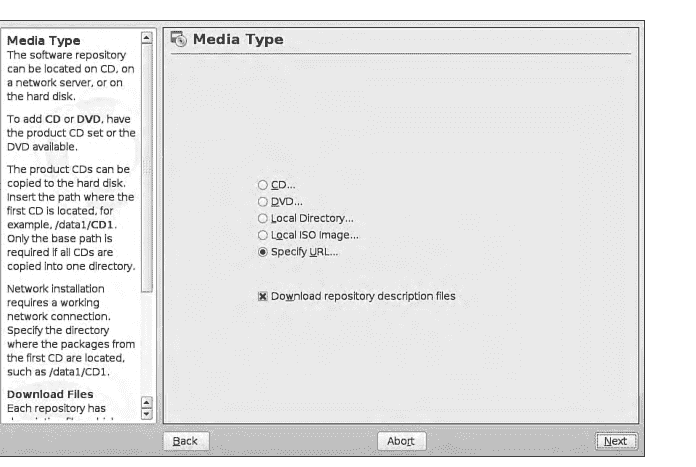 Media Type
The software repository
can be located on CD, on
a network server, or on
the hard disk.
To add CD or DVD, have
the product CD set or the
DVD available.
The product CDs can be
copied to the hard disk.
Insert the path where the
first CD is located, for
example, /data1/CD1.
Only the base path is
required if all CDs are
copied into one directory.
Network installation
requires a working
network connection.
Specify the directory
where the packages from
the first CD are located,
such as /data1/CD1.
Download Files
Each repository has
Media Type
CD...
DVD...
Local Directory...
Local ISO Image...
Specify URL...
Download repository description files
Back
Abort
Next